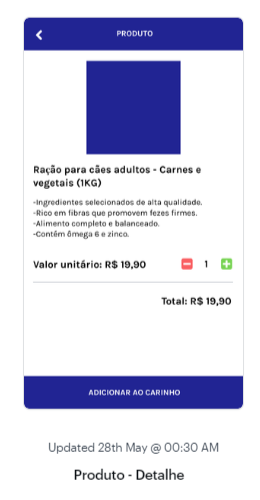 PRODUTO
Ração para cães adultos - Carnes e
vegetais (1KG)
-Ingredientes selecionados de alta qualidade.
-Rico em fibras que promovem fezes firmes.
-Alimento completo e balanceado.
-Contém ômega 6 e zinco.
Valor unitário: R$ 19,90 1
Total: R$ 19,90
ADICIONAR AO CARINHO
Updated 28th May @ 00:30 AM
Produto - Detalhe